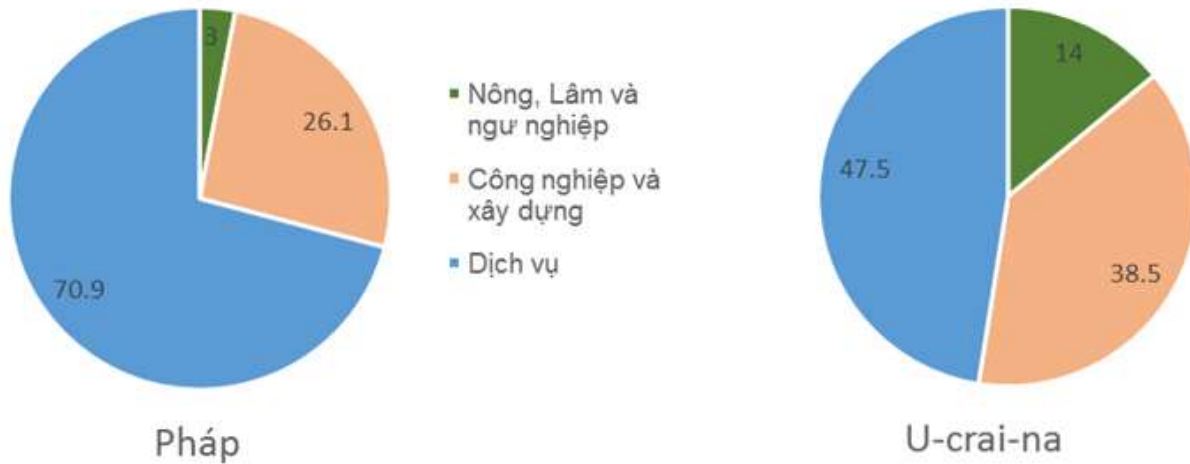 3
26.1
70.9
Pháp
Nông, Lâm và
ngư nghiệp
Công nghiệp và
xây dựng
Dịch vụ
14
47.5
38.5
U-crai-na